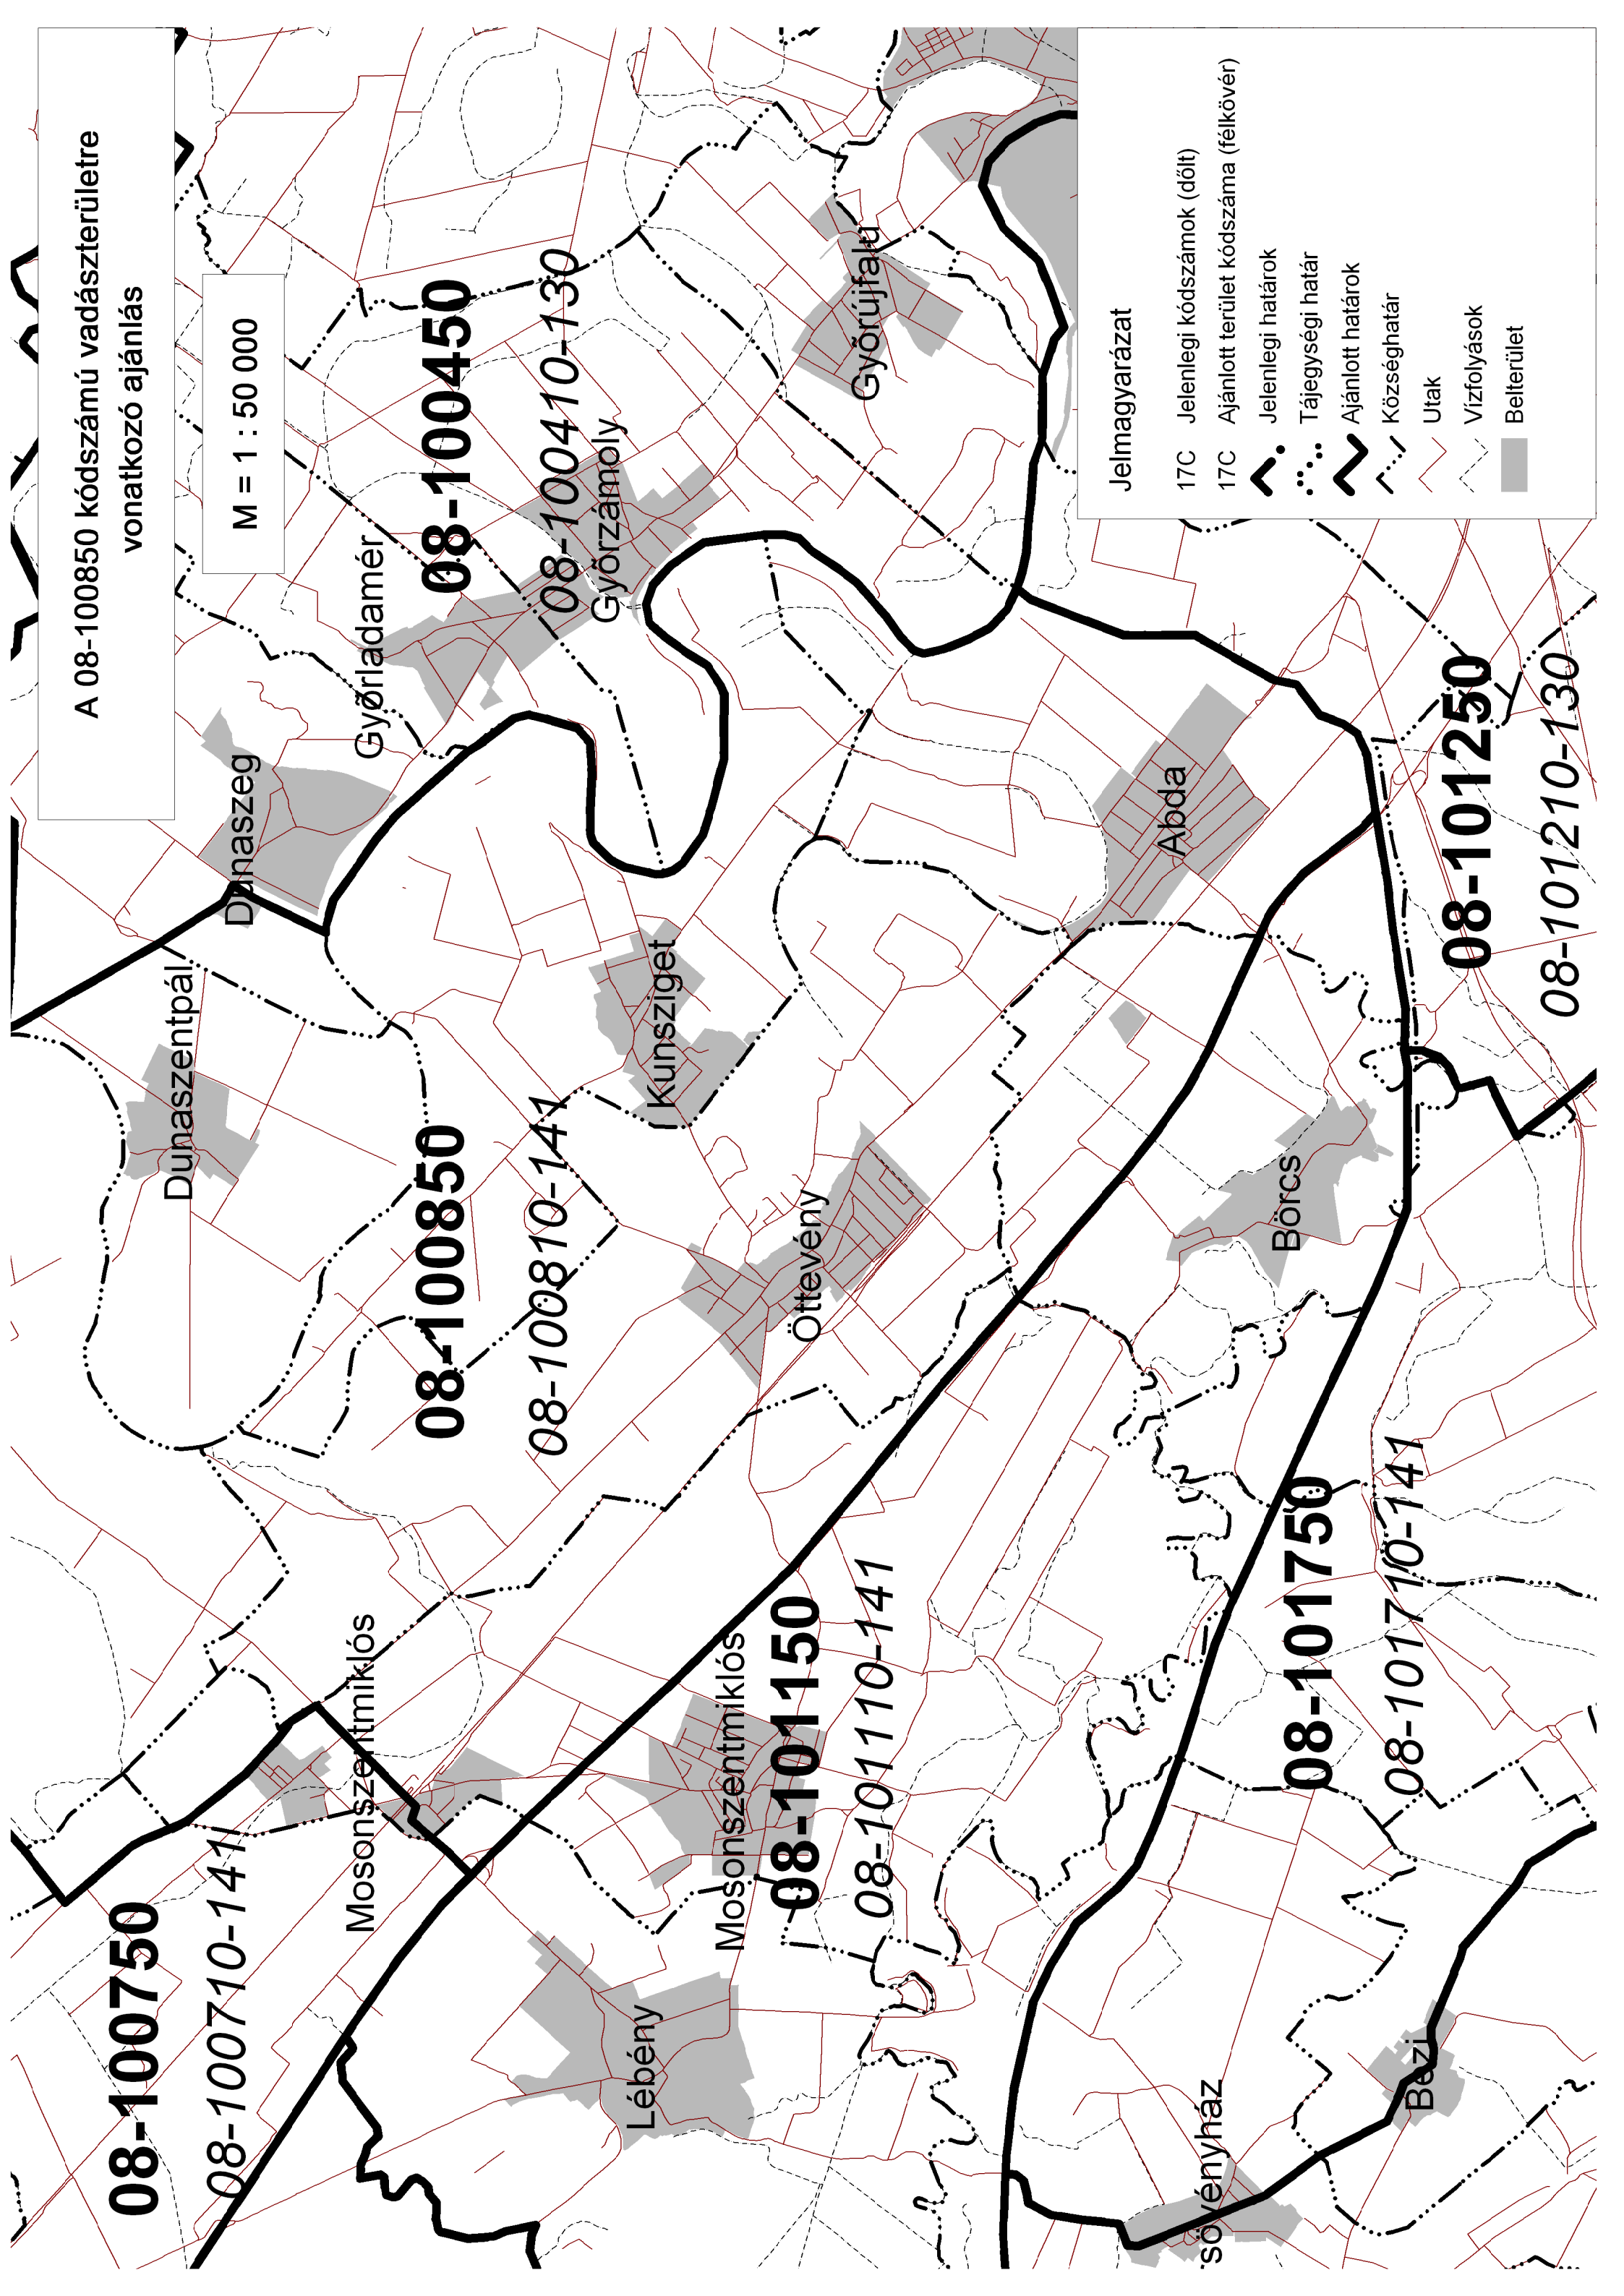 A 08-100850 kódszámú vadászterületre
vonatkozó ajánlás
M = 1 : 50 000
Dunaszentpál
Dunaszeg
Győrladamér
08-100450
08-100410-130
Győrzámoly
Győrújfalu
08-100750
08-100710-141
Mosonszentmiklós
08-100850
08-100810-141
Kunsziget
Öttevény
Abda
Lébény
Mosonszentmiklós
08-101150
08-101110-141
Börcs
08-101250
08-101210-130
08-101750
08-101710-141
sövényház
Bezi
Jelmagyarázat
17C Jelenlegi kódszámok (dőlt)
17C Ajánlott terület kódszáma (félkövér)
Jelenlegi határok
Tájegységi határ
Ajánlott határok
Községhatár
Utak
Vízfolyások
Belterület